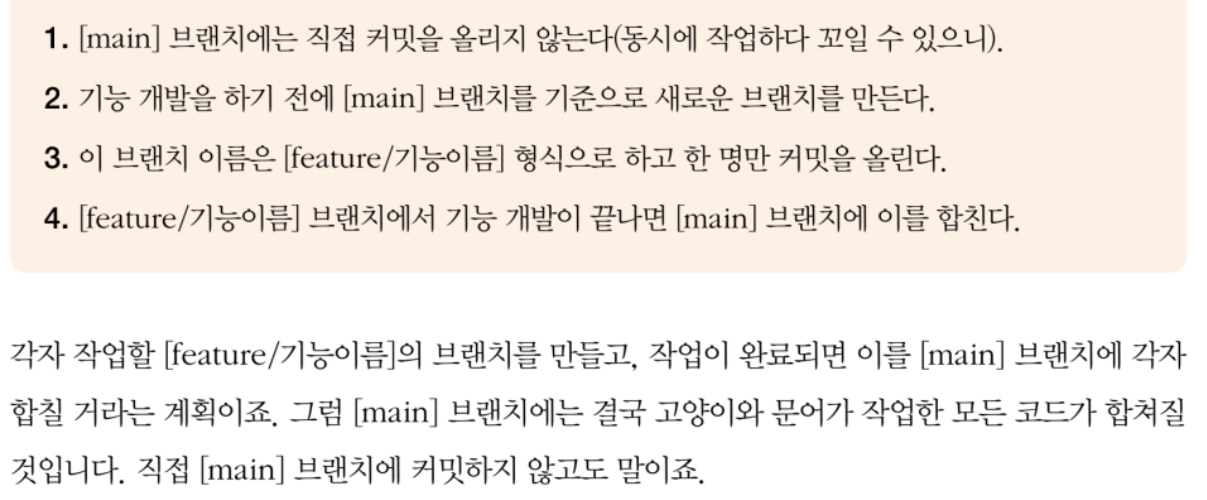 1. [main] 브랜치에는 직접 커밋을 올리지 않는다(동시에 작업하다 꼬일 수 있으니).
2. 기능 개발을 하기 전에 [main] 브랜치를 기준으로 새로운 브랜치를 만든다.
3. 이 브랜치 이름은 [feature/기능이름] 형식으로 하고 한 명만 커밋을 올린다.
4. [feature/기능이름] 브랜치에서 기능 개발이 끝나면 [main] 브랜치에 이를 합친다.
각자 작업할 [feature/기능이름]의 브랜치를 만들고, 작업이 완료되면 이를 [main] 브랜치에 각자
합칠 거라는 계획이죠. 그럼 [main] 브랜치에는 결국 고양이와 문어가 작업한 모든 코드가 합쳐질
것입니다. 직접 [main] 브랜치에 커밋하지 않고도 말이죠.